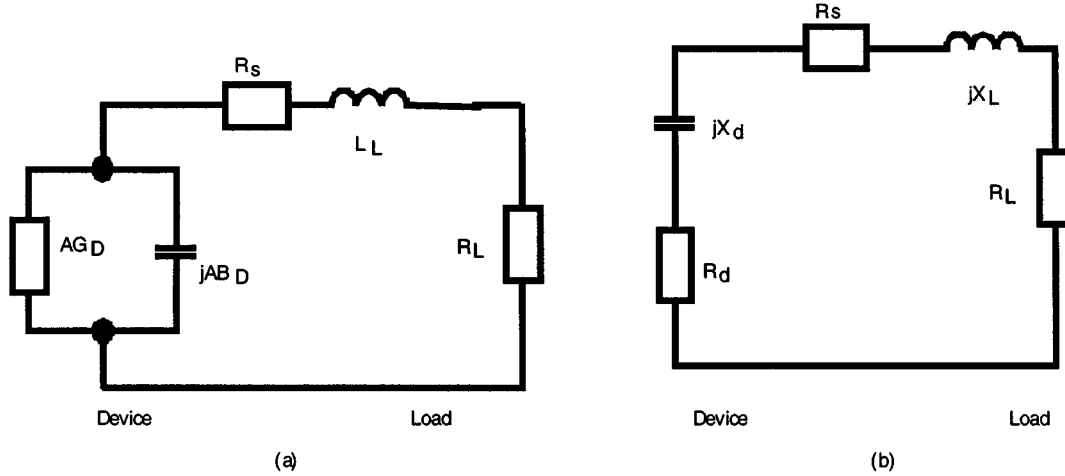 Rs
LL
AGD
jABD
RL
Device
Load
(a)
Rs
jXL
jXd
RL
Rd
Device
Load
(b)